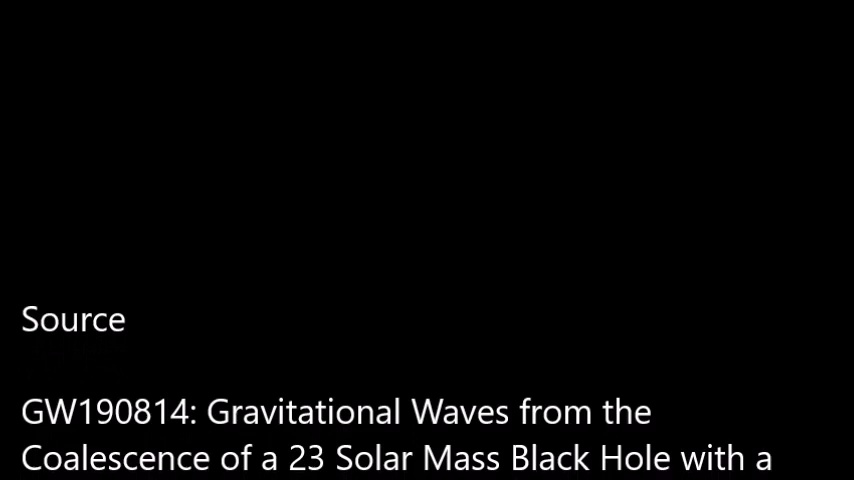 Source
GW190814: Gravitational Waves from the
Coalescence of a 23 Solar Mass Black Hole with a